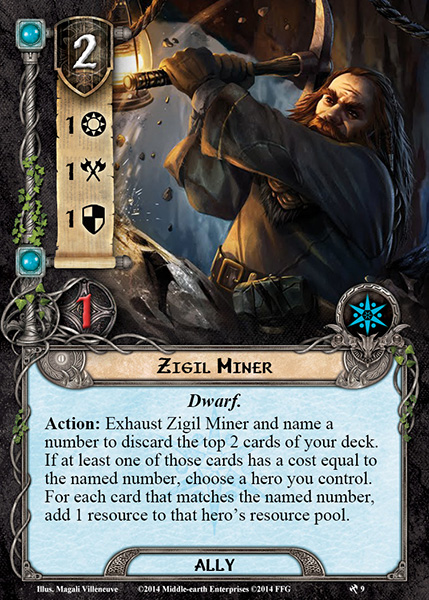 2
1
1
1
1
Zigil Miner
Dwarf.
Action: Exhaust Zigil Miner and name a
number to discard the top 2 cards of your deck.
If at least one of those cards has a cost equal to
the named number, choose a hero you control.
For each card that matches the named number,
add 1 resource to that hero's resource pool.
ALLY
Illus. Magali Villeneuve ©2014 Middle-earth Enterprises ©2014 FFG 9